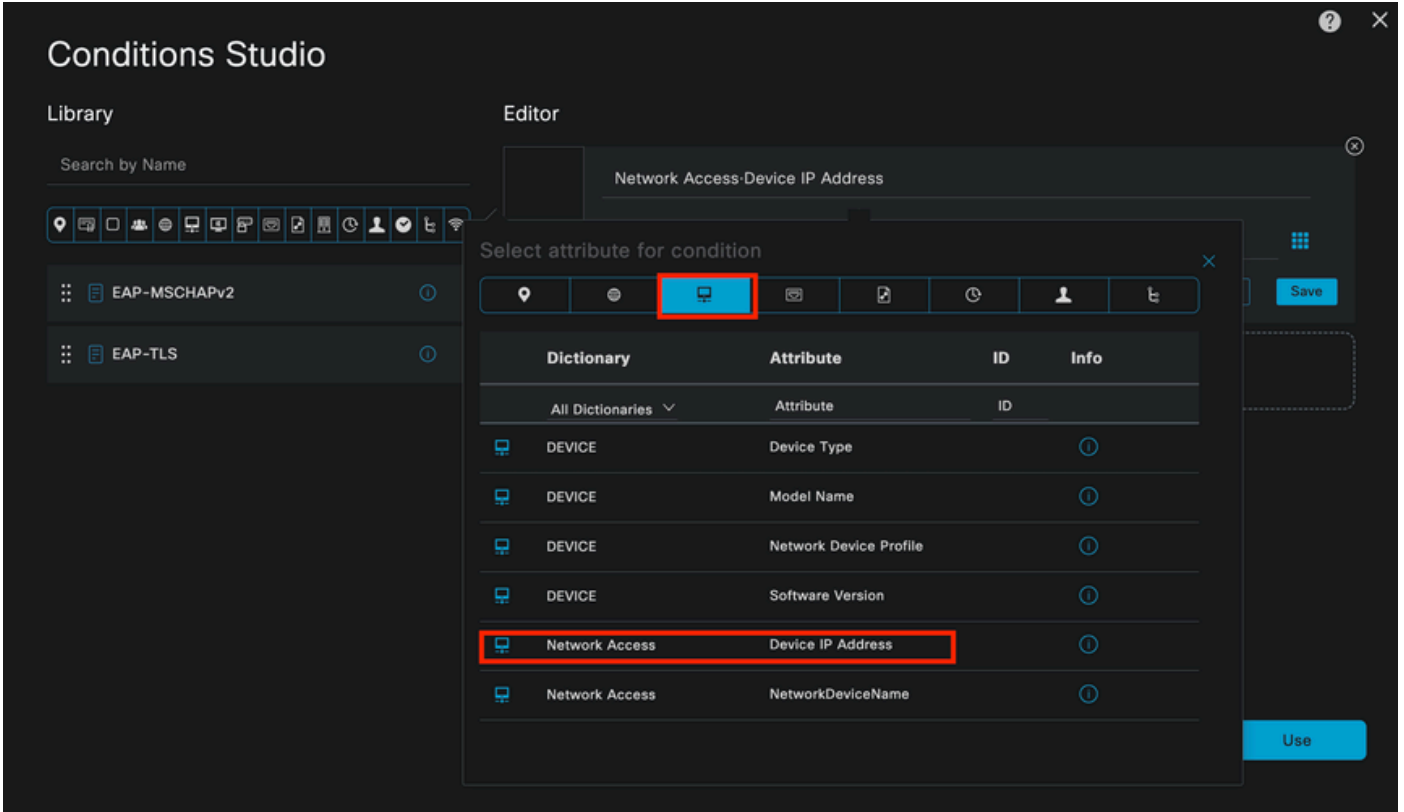 Conditions Studio
Library
Editor
Search by Name
Network Access·Device IP Address
Select attribute for condition
EAP-MSCHAPv2
Save
EAP-TLS
Dictionary Attribute ID Info
All Dictionaries Attribute ID
DEVICE Device Type
DEVICE Model Name
DEVICE Network Device Profile
DEVICE Software Version
Network Access Device IP Address
Network Access NetworkDeviceName
Use